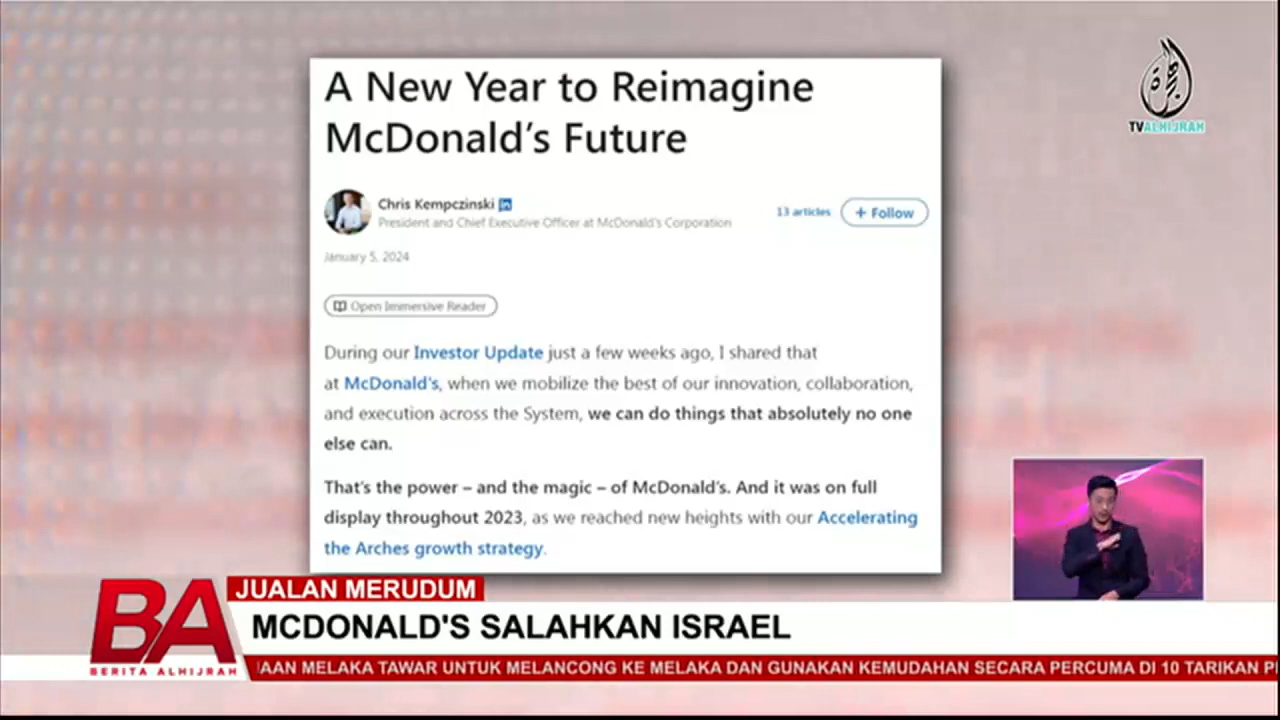 A New Year to Reimagine
McDonald's Future
Chris Kempczinski in
President and Chief Executive Officer at McDonald's Corporation
13 articles
+ Follow
January 5, 2024
Open Immersive Reader
During our Investor Update just a few weeks ago, I shared that
at McDonald's, when we mobilize the best of our innovation, collaboration,
and execution across the System, we can do things that absolutely no one
else can.
That's the power – and the magic – of McDonald's. And it was on full
display throughout 2023, as we reached new heights with our Accelerating
the Arches growth strategy.
TVALHIJRAH
BA
BERITA ALHIJRAH
JUALAN MERUDUM
MCDONALD'S SALAHKAN ISRAEL
MELAKA TAWAR UNTUK MELANCONG KE MELAKA DAN GUNAKAN KEMUDAHAN SECARA PERCUMA DI 10 TARIKAN